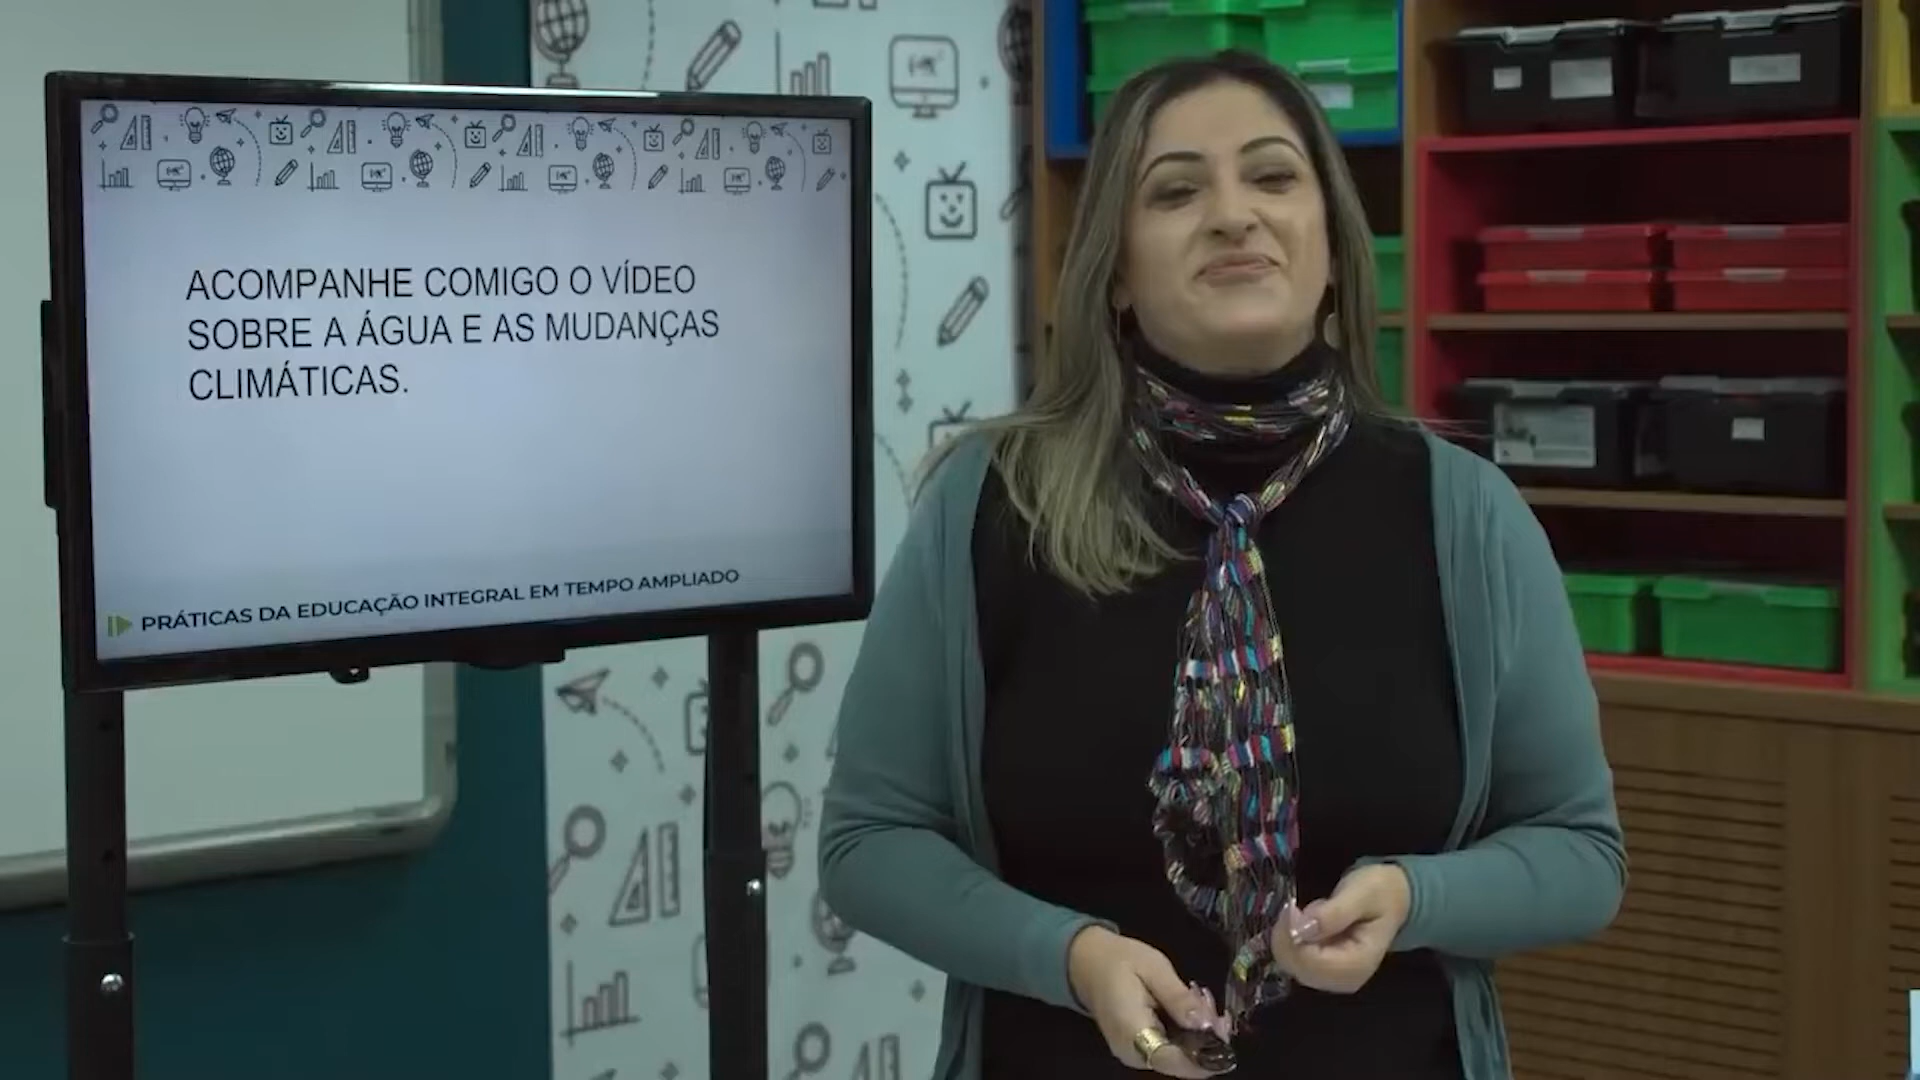 ACOMPANHE COMIGO O VÍDEO
SOBRE A ÁGUA E AS MUDANÇAS
CLIMÁTICAS.
PRÁTICAS DA EDUCAÇÃO INTEGRAL EM TEMPO AMPLIADO